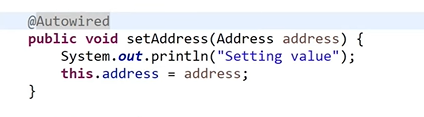 @Autowired
public void setAddress(Address address) {
    System.out.println("Setting value");
    this.address = address;
}